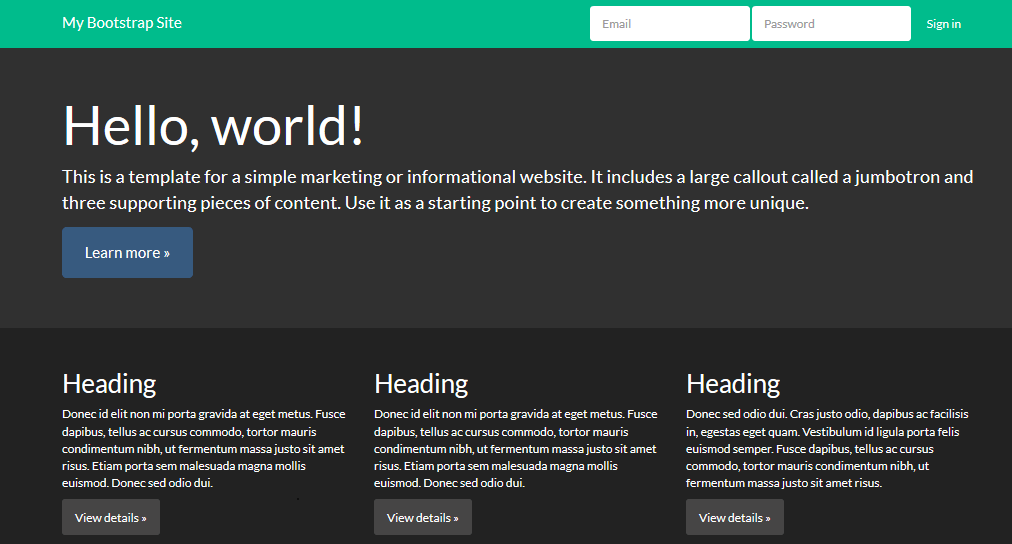 My Bootstrap Site Email Password Sign in
Hello, world!
This is a template for a simple marketing or informational website. It includes a large callout called a jumbotron and
three supporting pieces of content. Use it as a starting point to create something more unique.
Learn more »
Heading
Donec id elit non mi porta gravida at eget metus. Fusce
dapibus, tellus ac cursus commodo, tortor mauris
condimentum nibh, ut fermentum massa justo sit amet
risus. Etiam porta sem malesuada magna mollis
euismod. Donec sed odio dui.
View details »
Heading
Donec id elit non mi porta gravida at eget metus. Fusce
dapibus, tellus ac cursus commodo, tortor mauris
condimentum nibh, ut fermentum massa justo sit amet
risus. Etiam porta sem malesuada magna mollis
euismod. Donec sed odio dui.
View details »
Heading
Donec sed odio dui. Cras justo odio, dapibus ac facilisis
in, egestas eget quam. Vestibulum id ligula porta felis
euismod semper. Fusce dapibus, tellus ac cursus
commodo, tortor mauris condimentum nibh, ut
fermentum massa justo sit amet risus.
View details »